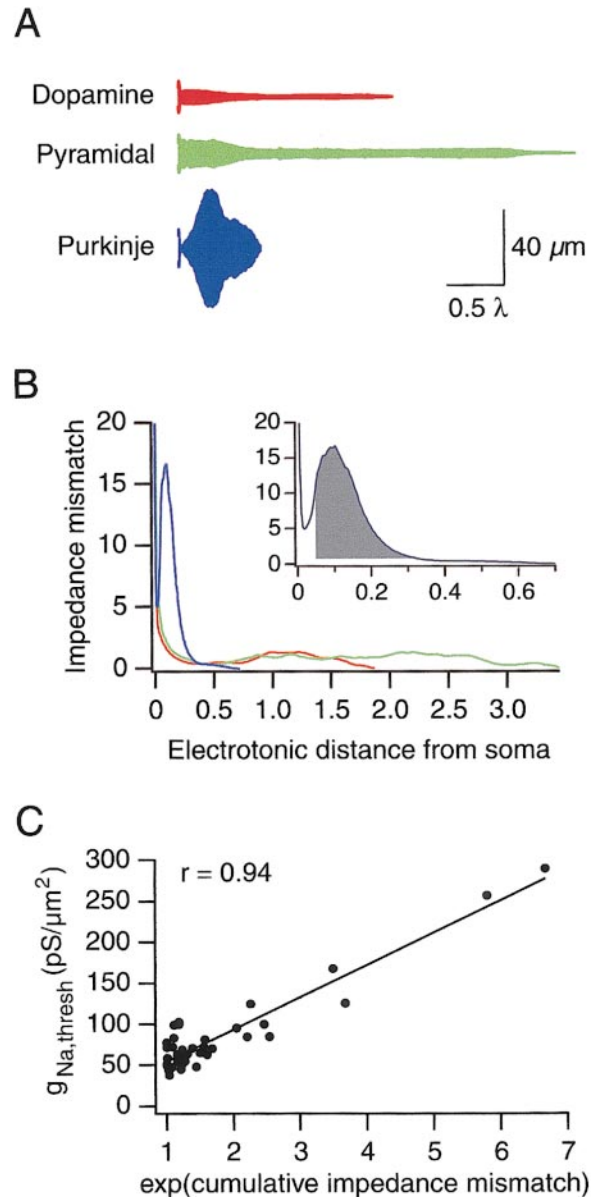 A
Dopamine
Pyramidal
Purkinje
40 µm
0.5 λ
B
Impedance mismatch
20
15
10
5
0
20
15
10
5
0
0 0.2 0.4 0.6
0 0.5 1.0 1.5 2.0 2.5 3.0
Electrotonic distance from soma
C
gNa,thresh (pS/µm²)
300
250
200
150
100
50
0
r = 0.94
1 2 3 4 5 6 7
exp(cumulative impedance mismatch)